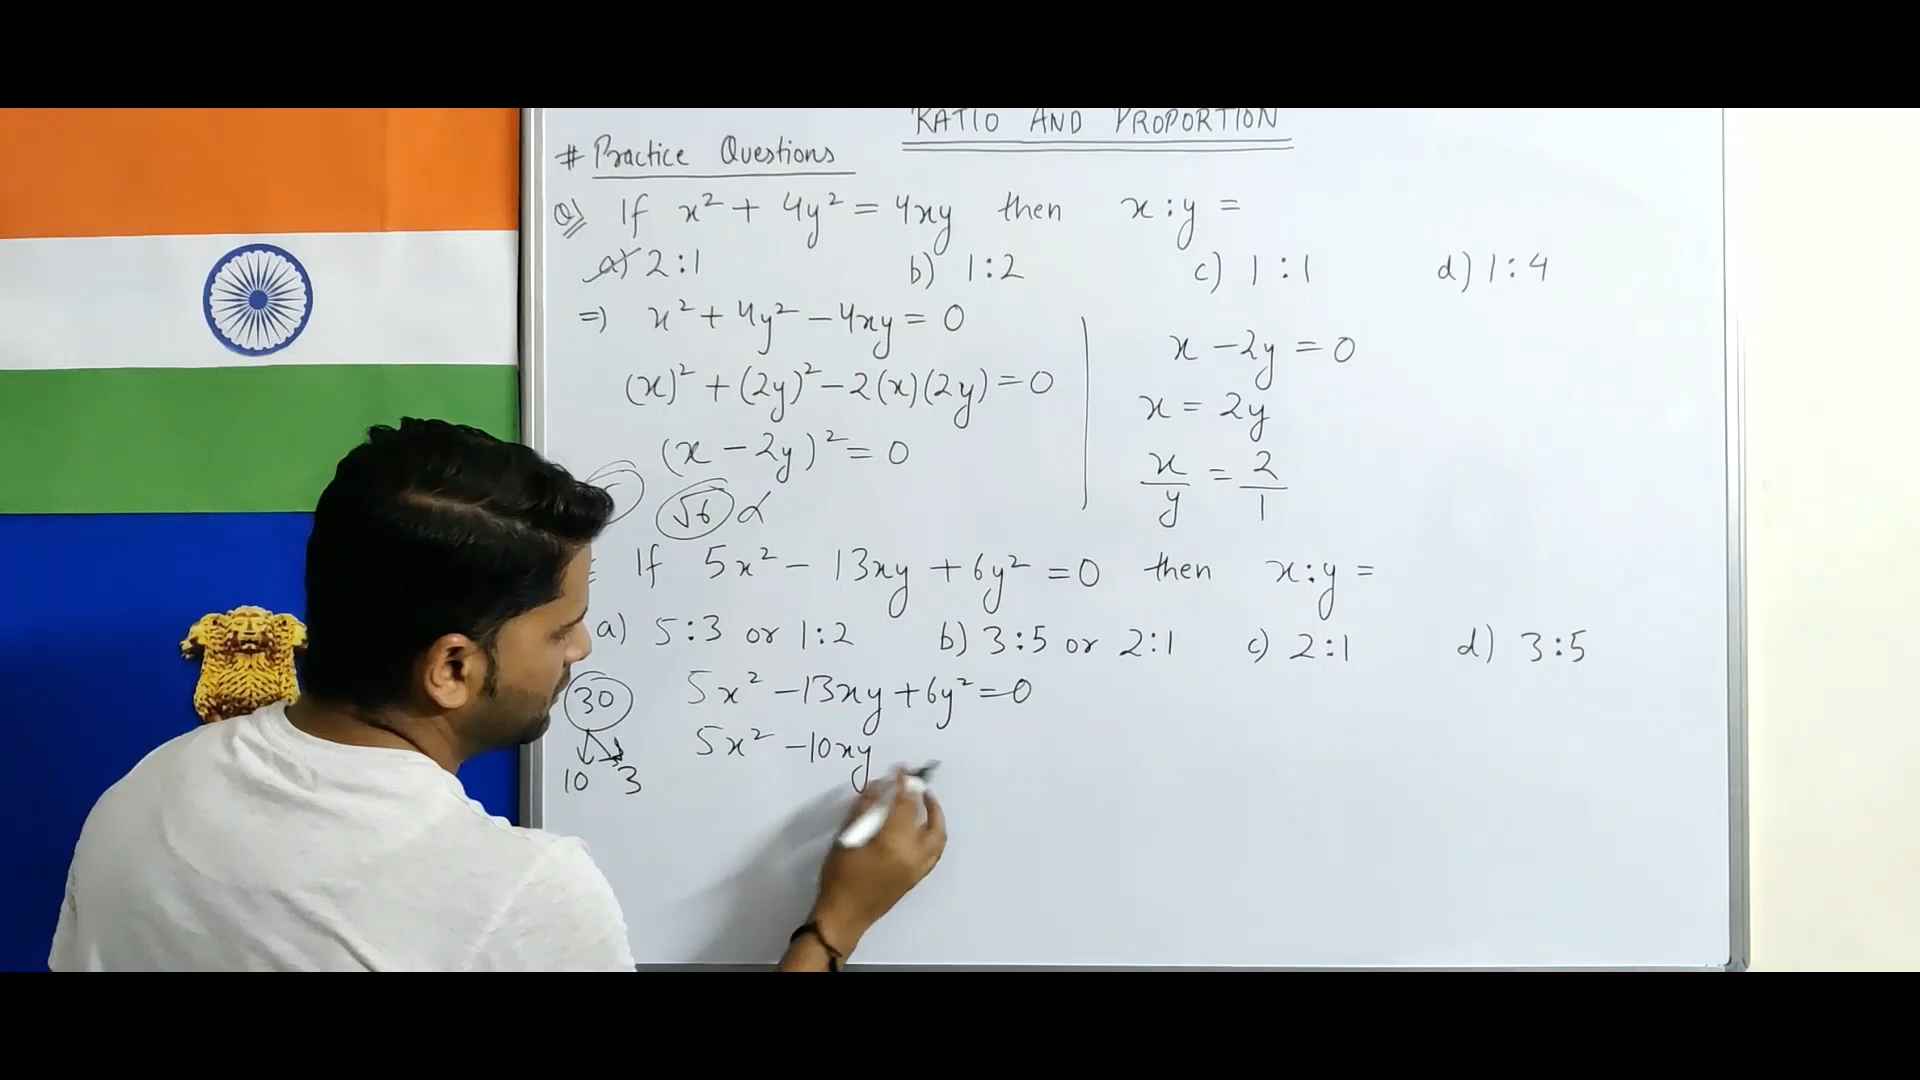 RATIO AND PROPORTION
# Practice Questions
Q) If x² + 4y² = 4xy then x:y =
a) 2:1 b) 1:2 c) 1:1 d) 1:4
=) x² + 4y² - 4xy = 0
(x)² + (2y)² - 2(x)(2y) = 0
(x - 2y)² = 0
x - 2y = 0
x = 2y
x/y = 2/1
√6
If 5x² - 13xy + 6y² = 0 then x:y =
a) 5:3 or 1:2 b) 3:5 or 2:1 c) 2:1 d) 3:5
30 5x² - 13xy + 6y² = 0
5x² - 10xy
10 3